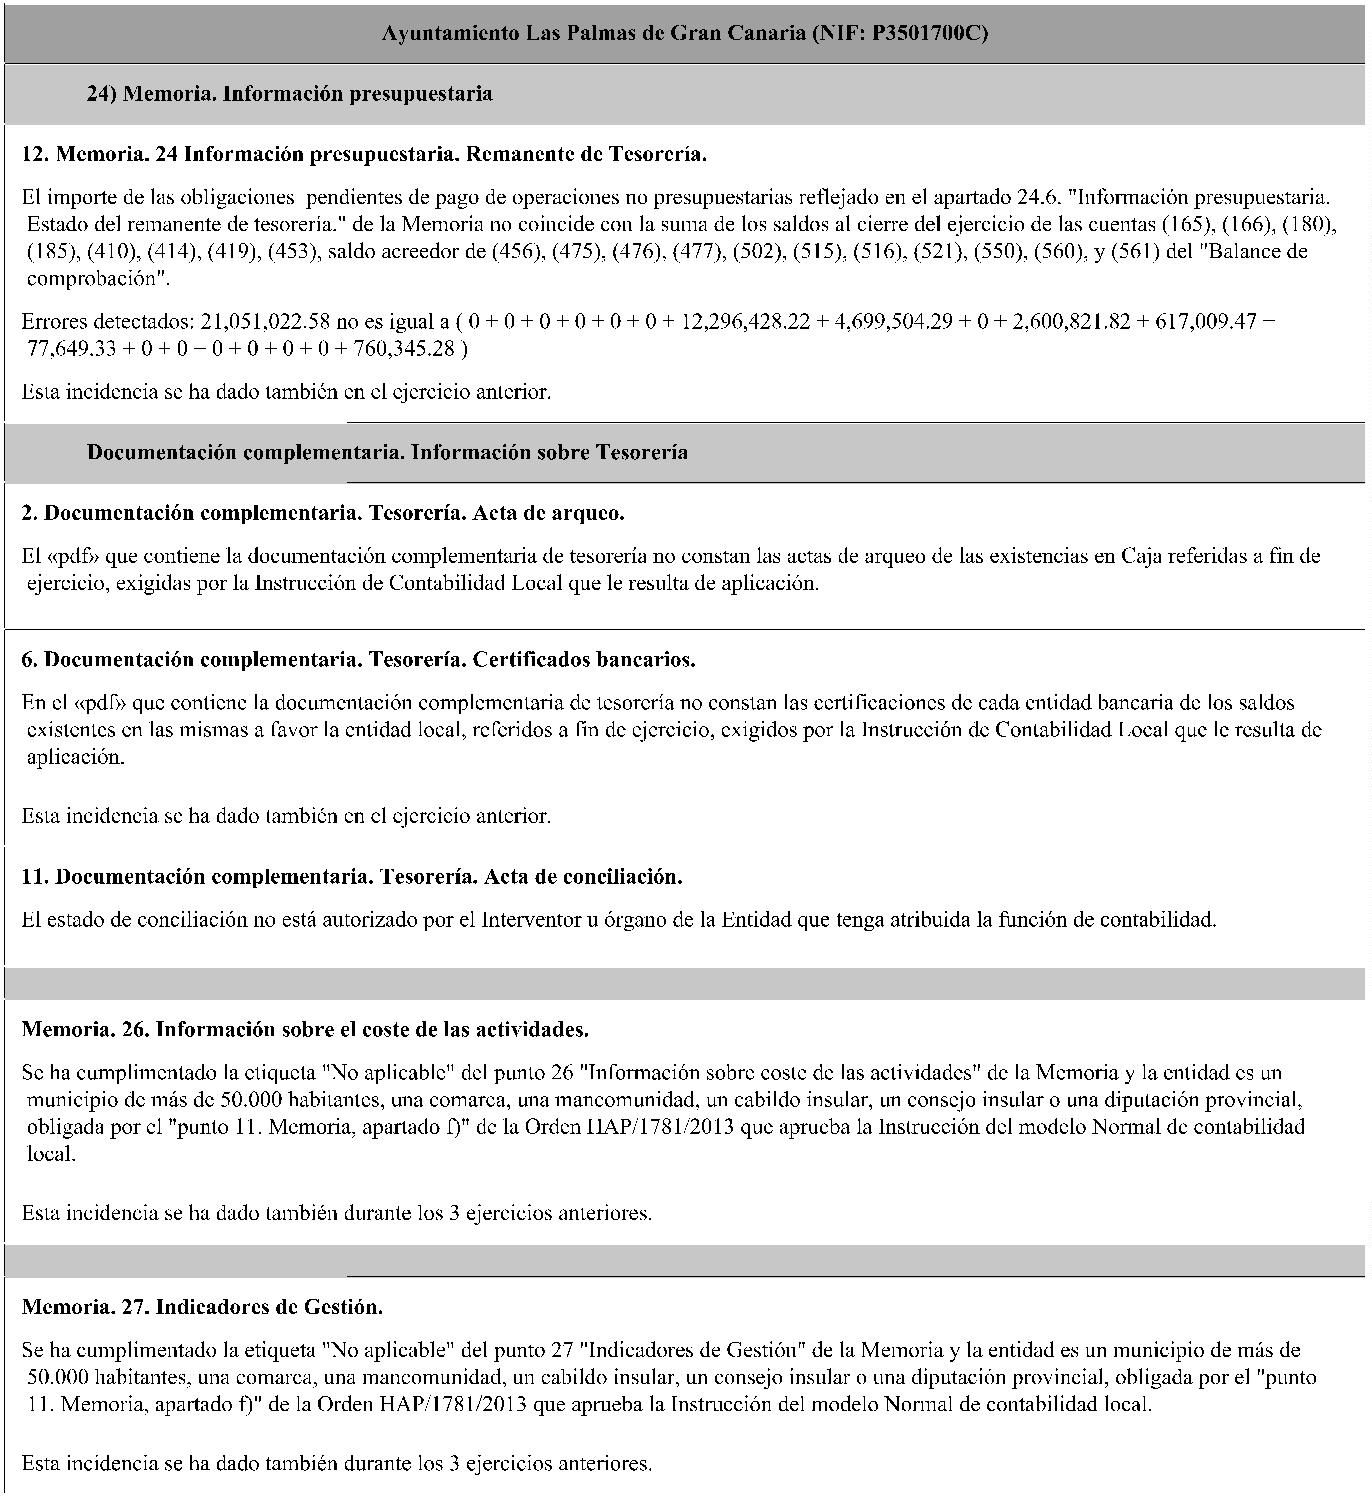 Ayuntamiento Las Palmas de Gran Canaria (NIF: P3501700C)
24) Memoria. Información presupuestaria
12. Memoria. 24 Información presupuestaria. Remanente de Tesorería.
El importe de las obligaciones pendientes de pago de operaciones no presupuestarias reflejado en el apartado 24.6. "Información presupuestaria.
Estado del remanente de tesorería." de la Memoria no coincide con la suma de los saldos al cierre del ejercicio de las cuentas (165), (166), (180),
(185), (410), (414), (419), (453), saldo acreedor de (456), (475), (476), (477), (502), (515), (516), (521), (550), (560), y (561) del "Balance de
comprobación".
Errores detectados: 21,051,022.58 no es igual a ( 0 + 0 + 0 + 0 + 0 + 0 + 12,296,428.22 + 4,699,504.29 + 0 + 2,600,821.82 + 617,009.47 +
77,649.33 + 0 + 0 + 0 + 0 + 0 + 0 + 760,345.28 )
Esta incidencia se ha dado también en el ejercicio anterior.
Documentación complementaria. Información sobre Tesorería
2. Documentación complementaria. Tesorería. Acta de arqueo.
El «pdf» que contiene la documentación complementaria de tesorería no constan las actas de arqueo de las existencias en Caja referidas a fin de
ejercicio, exigidas por la Instrucción de Contabilidad Local que le resulta de aplicación.
6. Documentación complementaria. Tesorería. Certificados bancarios.
En el «pdf» que contiene la documentación complementaria de tesorería no constan las certificaciones de cada entidad bancaria de los saldos
existentes en las mismas a favor la entidad local, referidos a fin de ejercicio, exigidos por la Instrucción de Contabilidad Local que le resulta de
aplicación.
Esta incidencia se ha dado también en el ejercicio anterior.
11. Documentación complementaria. Tesorería. Acta de conciliación.
El estado de conciliación no está autorizado por el Interventor u órgano de la Entidad que tenga atribuida la función de contabilidad.
Memoria. 26. Información sobre el coste de las actividades.
Se ha cumplimentado la etiqueta "No aplicable" del punto 26 "Información sobre coste de las actividades" de la Memoria y la entidad es un
municipio de más de 50.000 habitantes, una comarca, una mancomunidad, un cabildo insular, un consejo insular o una diputación provincial,
obligada por el "punto 11. Memoria, apartado f)" de la Orden HAP/1781/2013 que aprueba la Instrucción del modelo Normal de contabilidad
local.
Esta incidencia se ha dado también durante los 3 ejercicios anteriores.
Memoria. 27. Indicadores de Gestión.
Se ha cumplimentado la etiqueta "No aplicable" del punto 27 "Indicadores de Gestión" de la Memoria y la entidad es un municipio de más de
50.000 habitantes, una comarca, una mancomunidad, un cabildo insular, un consejo insular o una diputación provincial, obligada por el "punto
11. Memoria, apartado f)" de la Orden HAP/1781/2013 que aprueba la Instrucción del modelo Normal de contabilidad local.
Esta incidencia se ha dado también durante los 3 ejercicios anteriores.